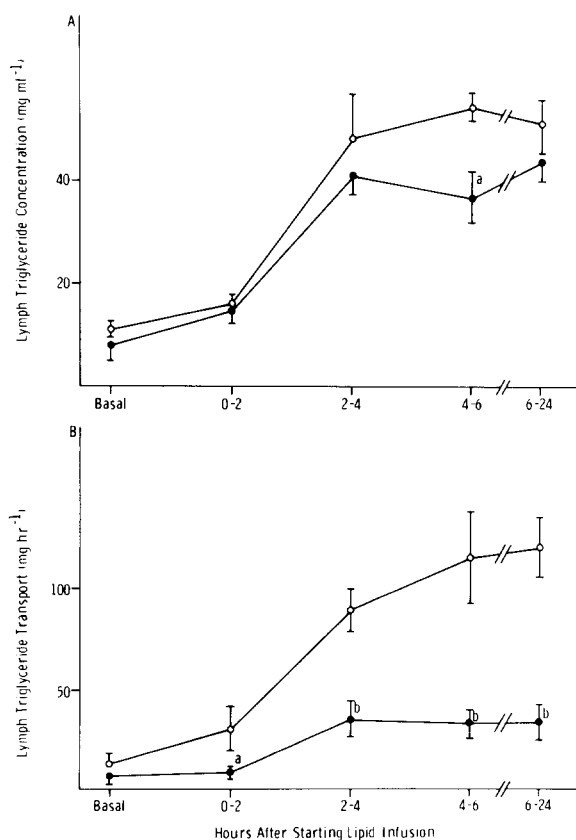 A
Lymph Triglyceride Concentration (mg ml⁻¹)
40
20
a
Basal
0-2
2-4
4-6
6-24
B
Lymph Triglyceride Transport (mg hr⁻¹)
100
50
a
b
b
b
Basal
0-2
2-4
4-6
6-24
Hours After Starting Lipid Infusion